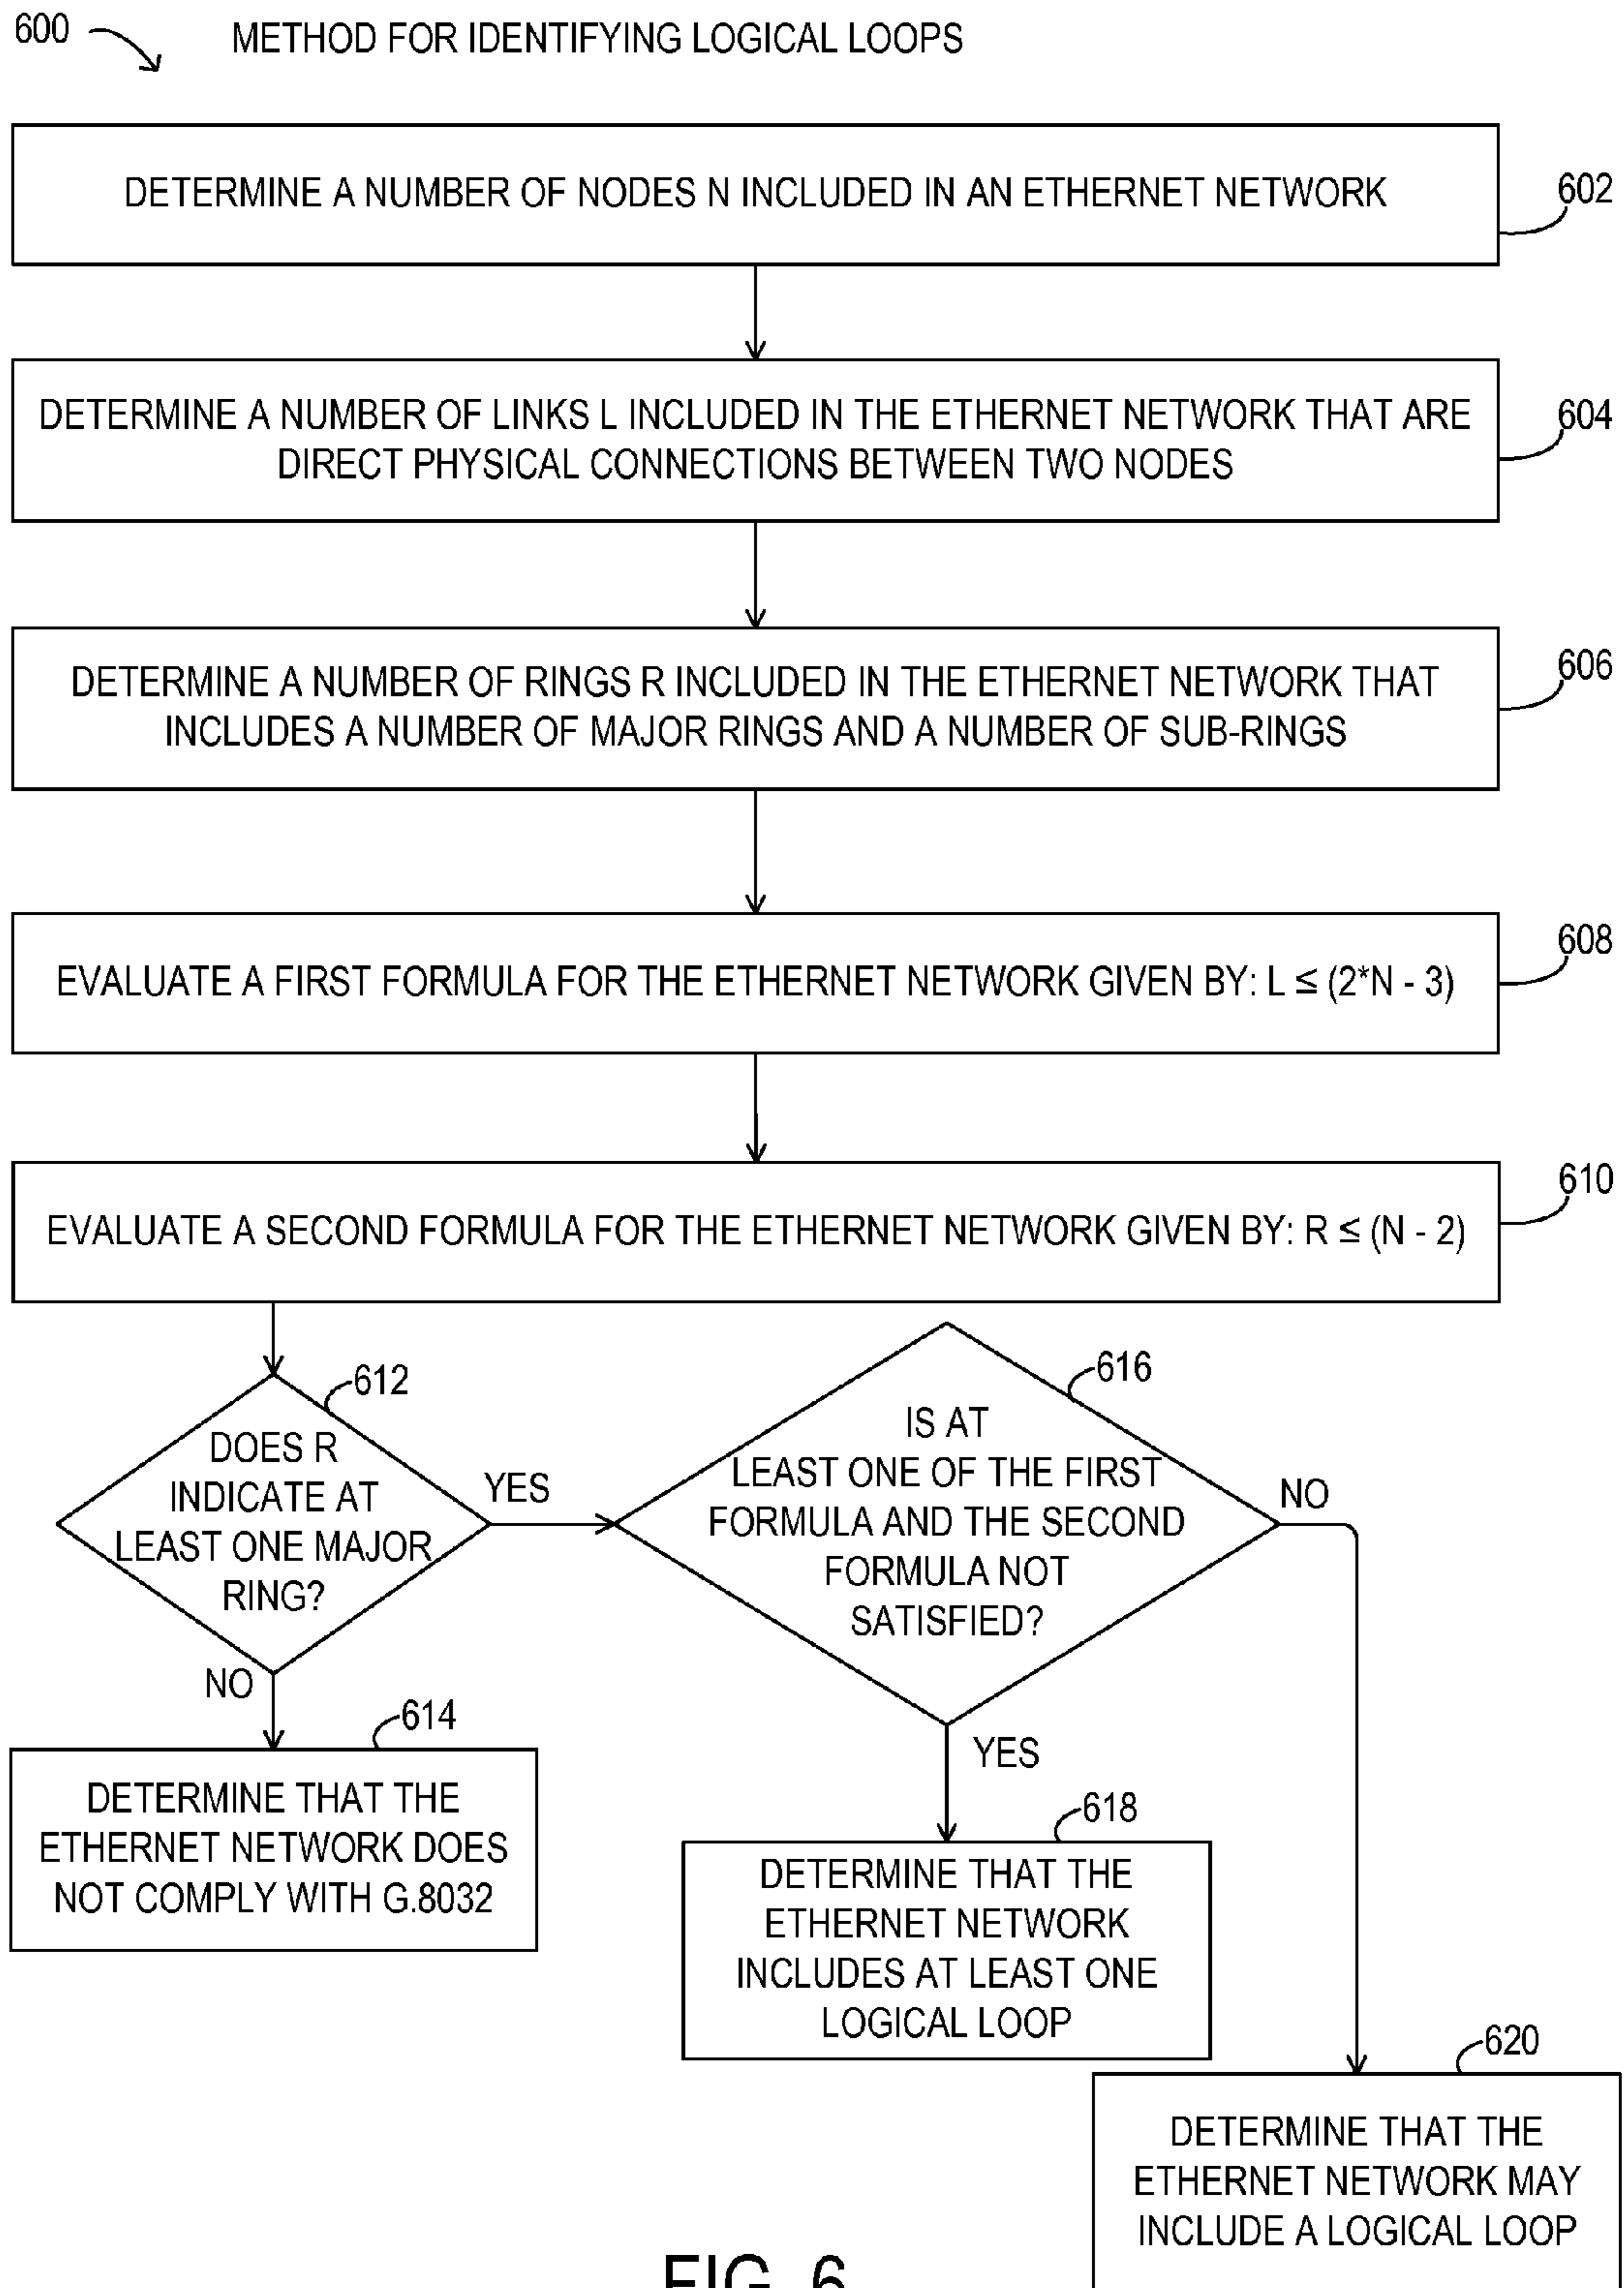 600
METHOD FOR IDENTIFYING LOGICAL LOOPS
DETERMINE A NUMBER OF NODES N INCLUDED IN AN ETHERNET NETWORK
602
DETERMINE A NUMBER OF LINKS L INCLUDED IN THE ETHERNET NETWORK THAT ARE
DIRECT PHYSICAL CONNECTIONS BETWEEN TWO NODES
604
DETERMINE A NUMBER OF RINGS R INCLUDED IN THE ETHERNET NETWORK THAT
INCLUDES A NUMBER OF MAJOR RINGS AND A NUMBER OF SUB-RINGS
606
EVALUATE A FIRST FORMULA FOR THE ETHERNET NETWORK GIVEN BY: L ≤ (2*N - 3)
608
EVALUATE A SECOND FORMULA FOR THE ETHERNET NETWORK GIVEN BY: R ≤ (N - 2)
610
612
DOES R
INDICATE AT
LEAST ONE MAJOR
RING?
YES
NO
616
IS AT
LEAST ONE OF THE FIRST
FORMULA AND THE SECOND
FORMULA NOT
SATISFIED?
NO
YES
614
DETERMINE THAT THE
ETHERNET NETWORK DOES
NOT COMPLY WITH G.8032
618
DETERMINE THAT THE
ETHERNET NETWORK
INCLUDES AT LEAST ONE
LOGICAL LOOP
620
DETERMINE THAT THE
ETHERNET NETWORK MAY
INCLUDE A LOGICAL LOOP
FIG. 6